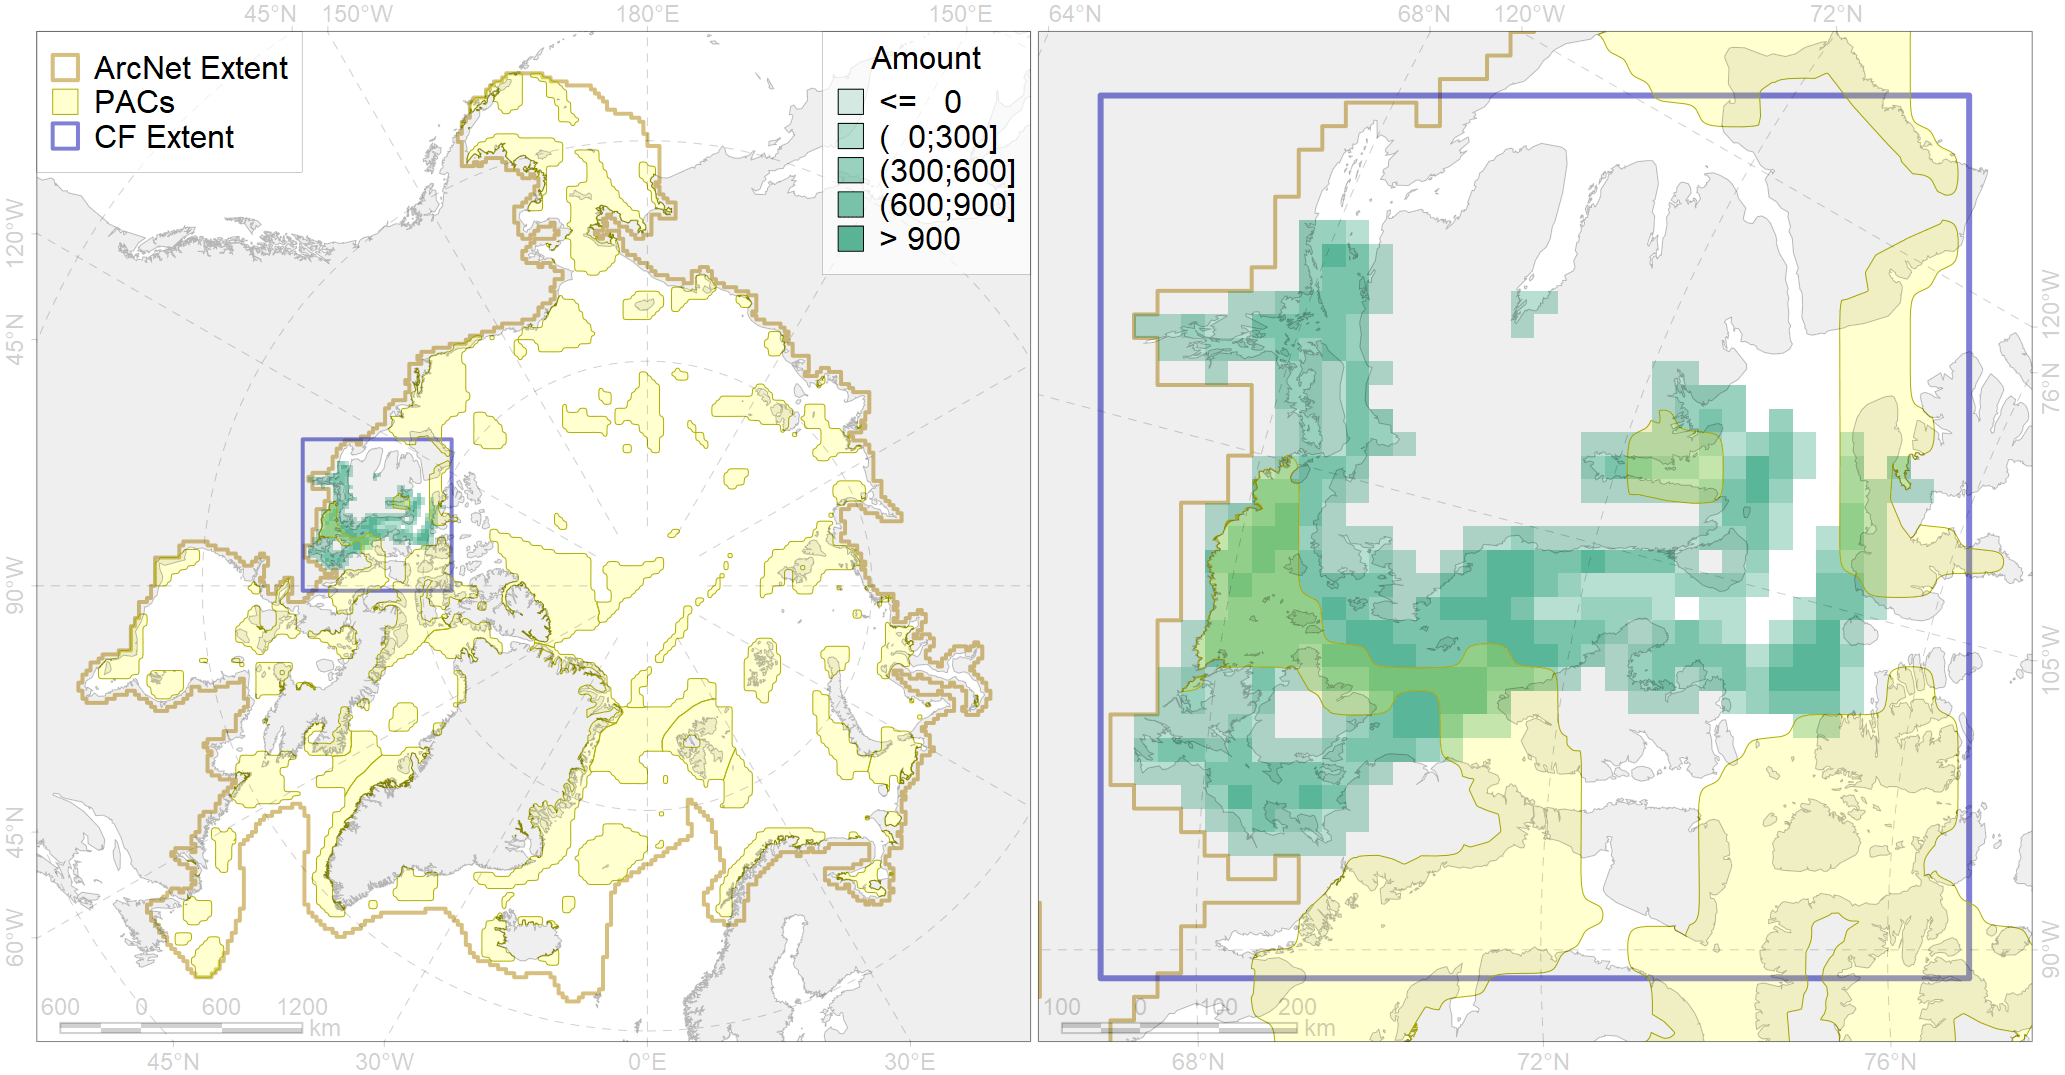 45°N 150°W 180°E 150°E 64°N 68°N 120°W 72°N
ArcNet Extent
PACs
CF Extent
Amount
<= 0
( 0;300]
(300;600]
(600;900]
> 900
120°W
45°N
90°W
45°N
60°W
120°W
76°N
105°W
90°W
600 0 600 1200
km
100 0 100 200
km
45°N 30°W 0°E 30°E 68°N 72°N 76°N